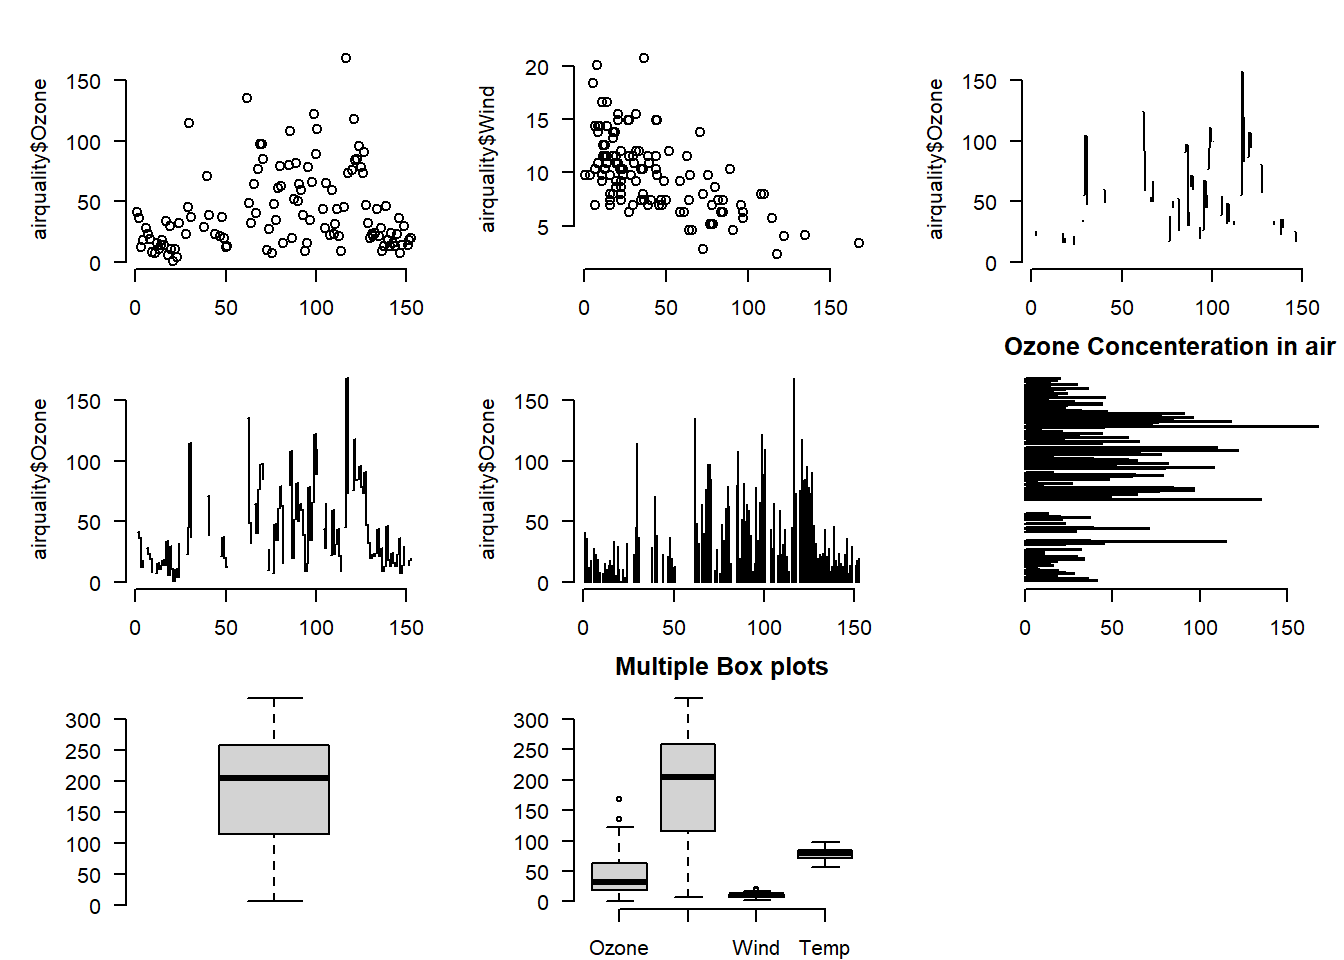 airquality$Ozone
150
100
50
0
0 50 100 150
airquality$Wind
20
15
10
5
0 50 100 150
airquality$Ozone
150
100
50
0
0 50 100 150
airquality$Ozone
150
100
50
0
0 50 100 150
airquality$Ozone
150
100
50
0
0 50 100 150
Ozone Concenteration in air
0 50 100 150
300
250
200
150
100
50
0
Multiple Box plots
300
250
200
150
100
50
0
Ozone Wind Temp